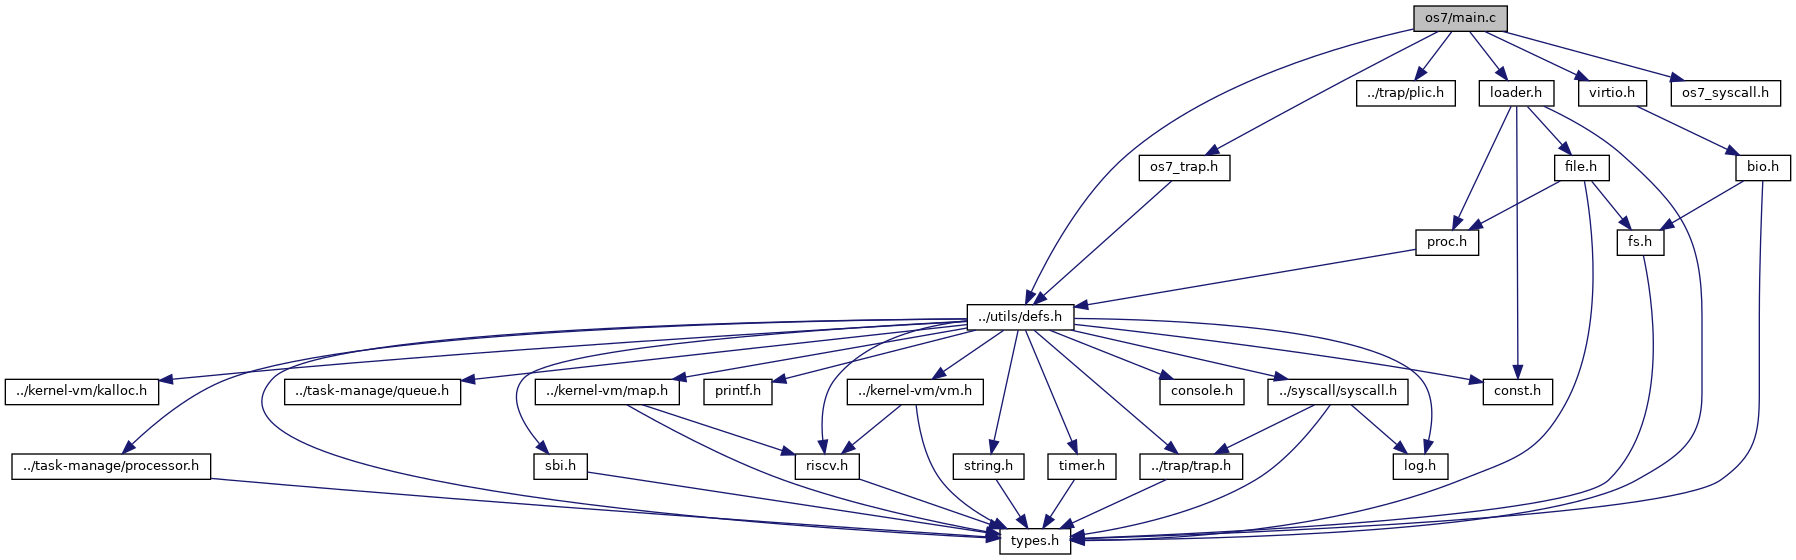 os7/main.c
../trap/plic.h
loader.h
virtio.h
os7_syscall.h
os7_trap.h
file.h
bio.h
proc.h
fs.h
../utils/defs.h
../kernel-vm/kalloc.h
../task-manage/queue.h
../kernel-vm/map.h
printf.h
../kernel-vm/vm.h
console.h
../syscall/syscall.h
const.h
../task-manage/processor.h
sbi.h
riscv.h
string.h
timer.h
../trap/trap.h
log.h
types.h